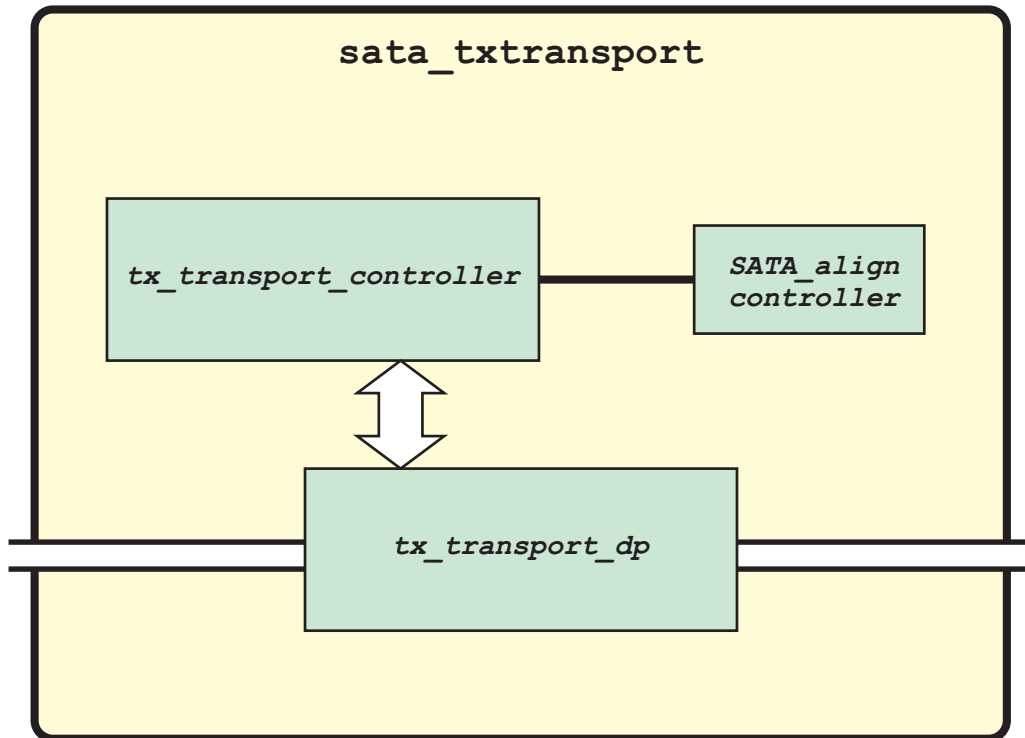 sata_txtransport
tx_transport_controller
SATA_align
controller
tx_transport_dp